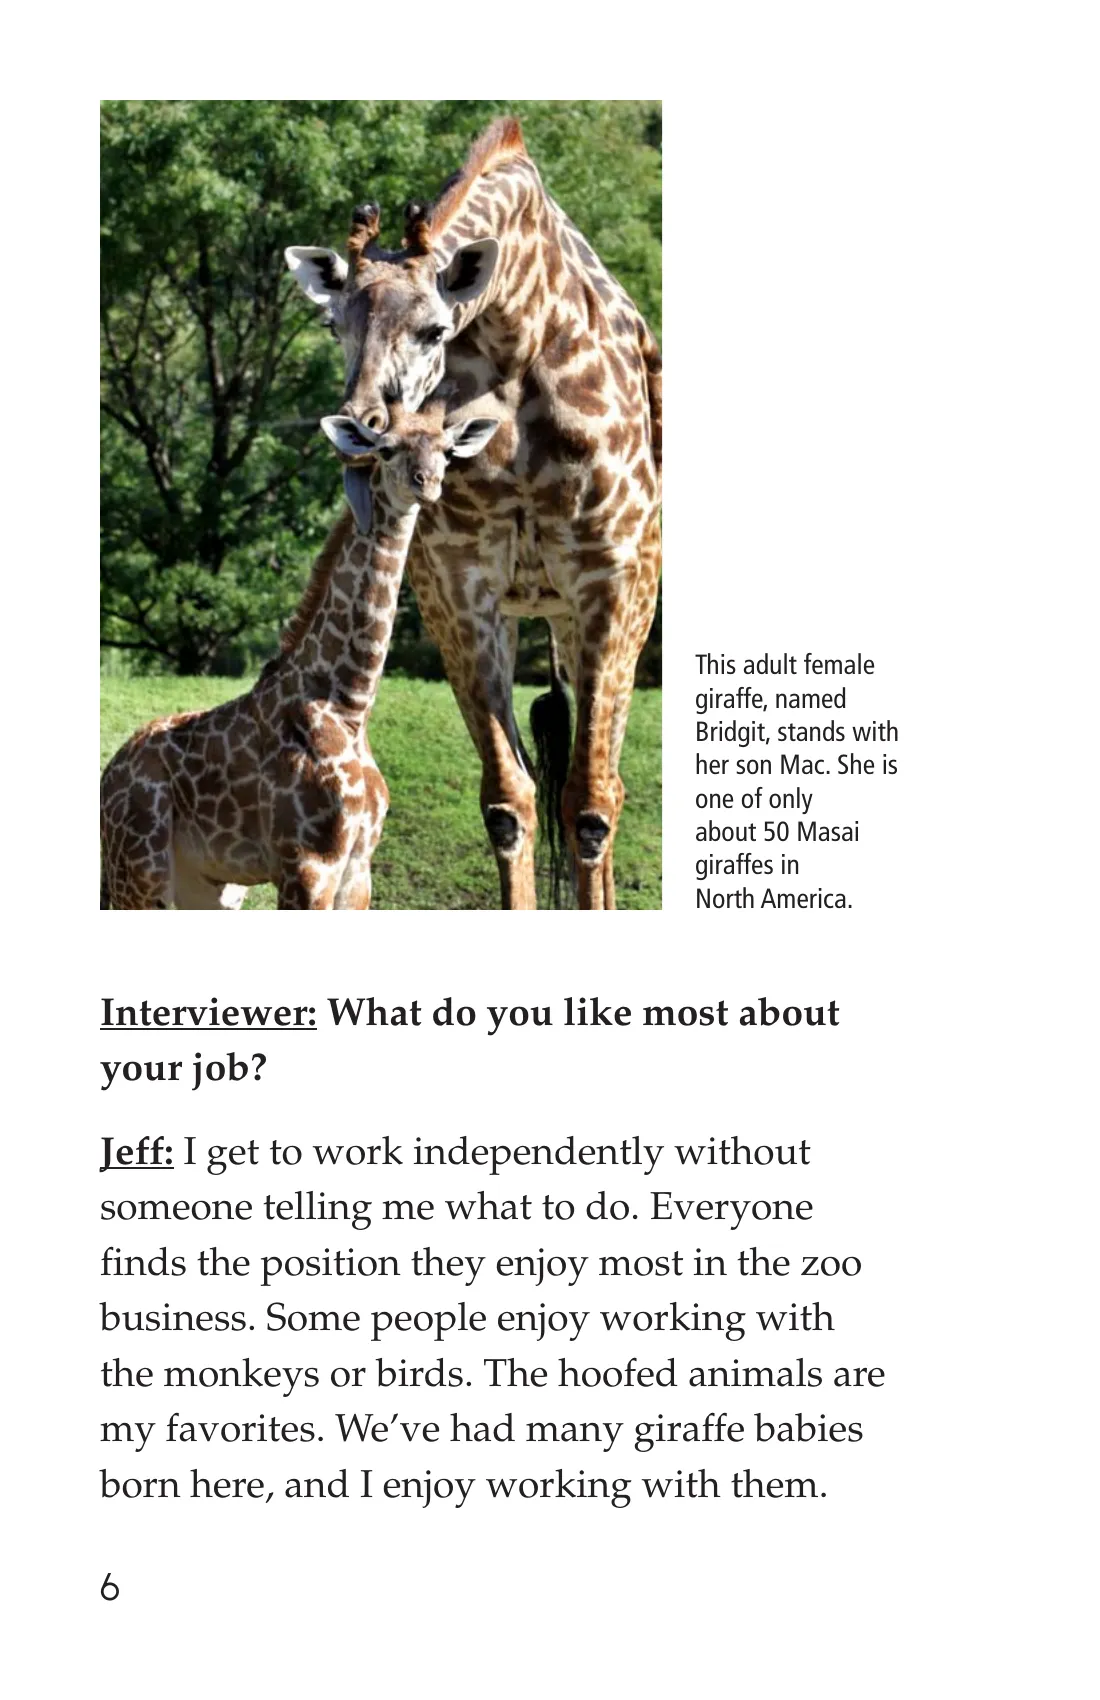 This adult female
giraffe, named
Bridgit, stands with
her son Mac. She is
one of only
about 50 Masai
giraffes in
North America.
Interviewer: What do you like most about
your job?
Jeff: I get to work independently without
someone telling me what to do. Everyone
finds the position they enjoy most in the zoo
business. Some people enjoy working with
the monkeys or birds. The hoofed animals are
my favorites. We’ve had many giraffe babies
born here, and I enjoy working with them.
6